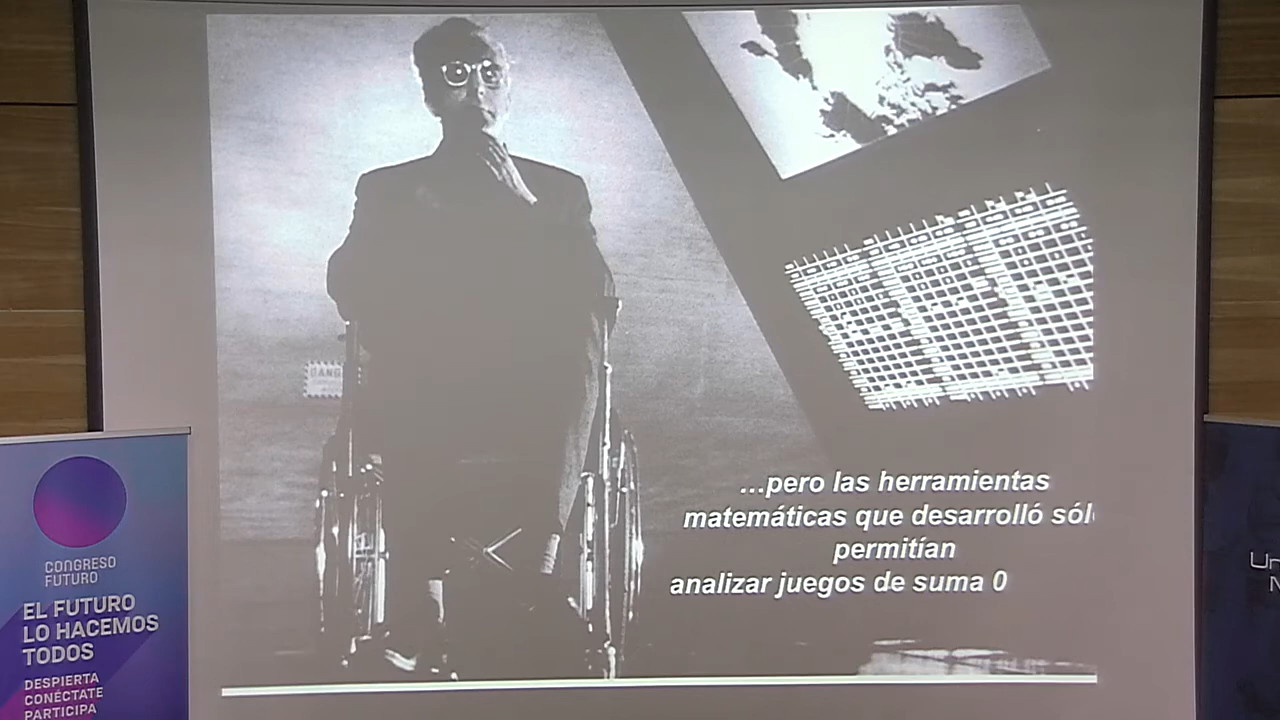 ...pero las herramientas
matemáticas que desarrolló sól
permitían
analizar juegos de suma 0
CONGRESO
FUTURO
EL FUTURO
LO HACEMOS
TODOS
DESPIERTA
CONÉCTATE
PARTICIPA